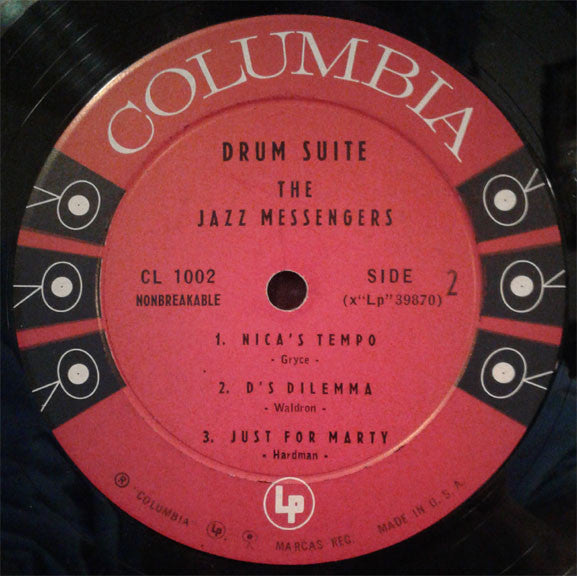 COLUMBIA
DRUM SUITE
THE
JAZZ MESSENGERS
CL 1002
NONBREAKABLE
SIDE 2
(x"Lp"39870)
1. NICA'S TEMPO
- Gryce -
2. D'S DILEMMA
- Waldron -
3. JUST FOR MARTY
- Hardman -
Lp
® "COLUMBIA" Lp ® MARCAS REG. MADE IN U.S.A.